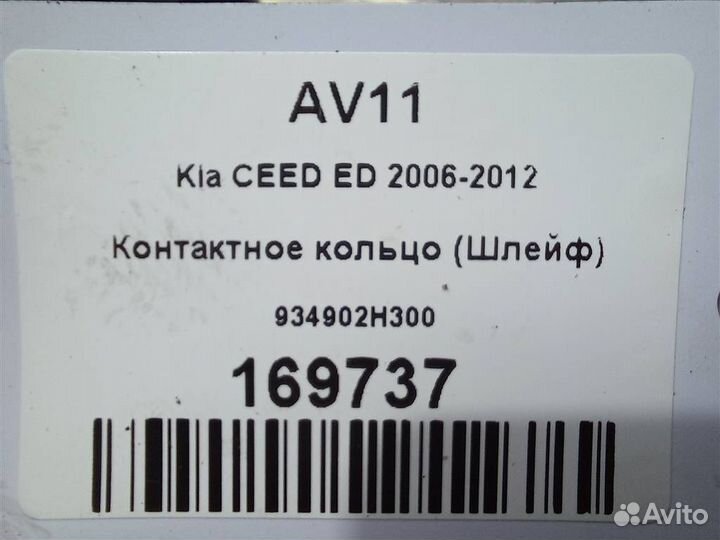 AV11
Kia CEED ED 2006-2012
Контактное кольцо (Шлейф)
934902H300
169737
Avito